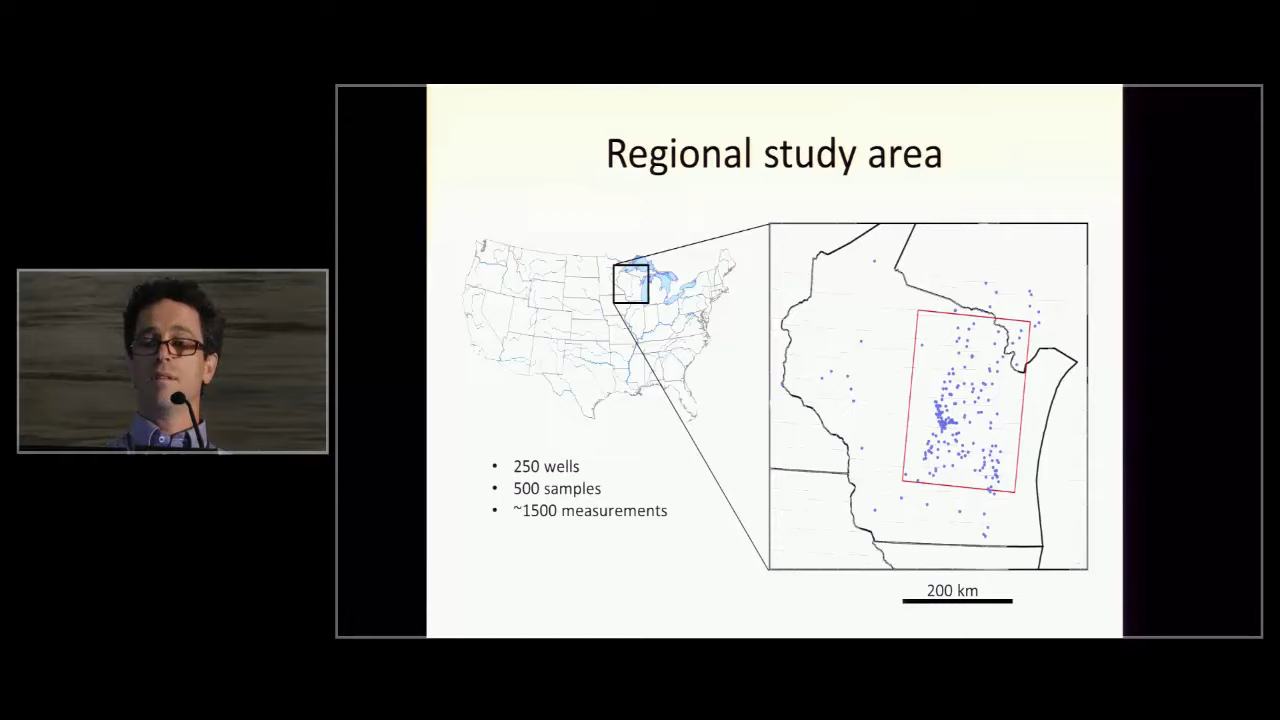 Regional study area
• 250 wells
• 500 samples
• ~1500 measurements
200 km